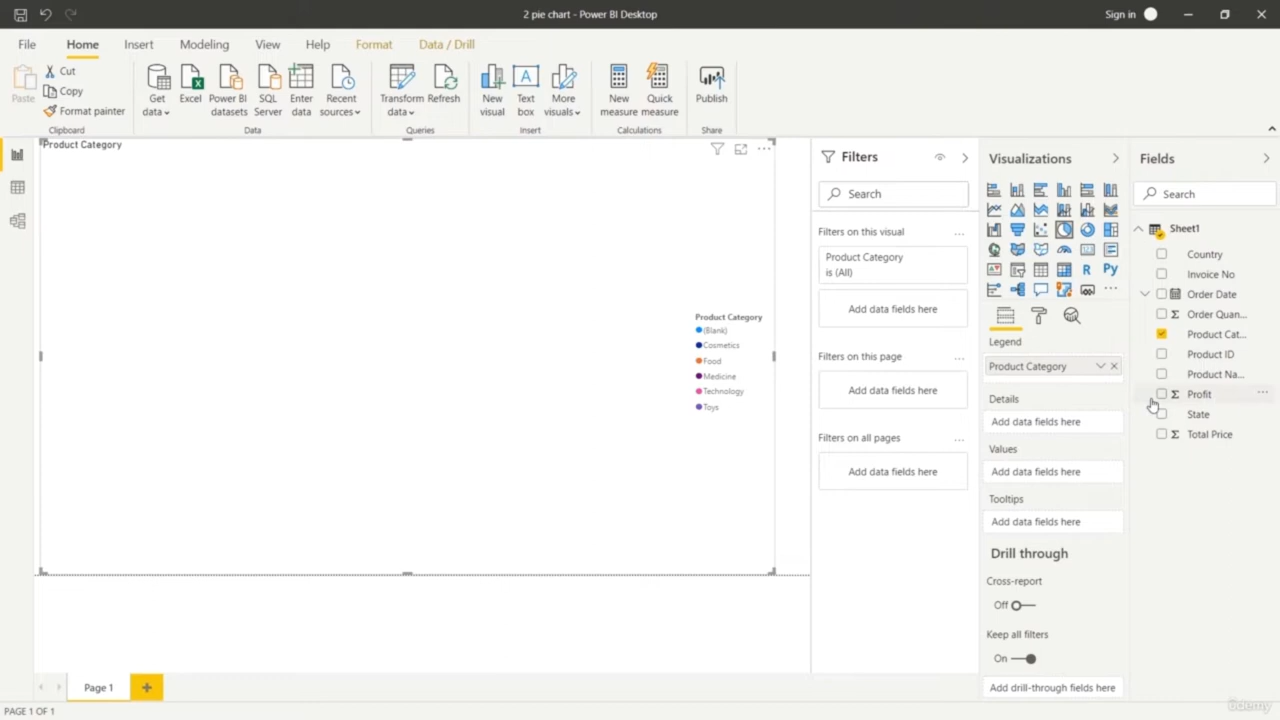 2 pie chart - Power BI Desktop
Sign in
File
Home
Insert
Modeling
View
Help
Format
Data / Drill
Paste
Cut
Copy
Format painter
Clipboard
Get data
Excel
Power BI datasets
SQL Server
Enter data
Recent sources
Data
Transform data
Refresh
Queries
New visual
Text box
More visuals
Insert
New measure
Quick measure
Calculations
Publish
Share
Product Category
Product Category
(Blank)
Cosmetics
Food
Medicine
Technology
Toys
Filters
Search
Filters on this visual
...
Product Category
is (All)
Add data fields here
Filters on this page
...
Add data fields here
Filters on all pages
...
Add data fields here
Visualizations
R
Py
...
Legend
Product Category
Details
Add data fields here
Values
Add data fields here
Tooltips
Add data fields here
Drill through
Cross-report
Off
Keep all filters
On
Add drill-through fields here
Fields
Search
Sheet1
Country
Invoice No
Order Date
Σ Order Quan...
Product Cat...
Product ID
Product Na...
Σ Profit
...
State
Σ Total Price
Page 1
+
PAGE 1 OF 1
ûdemy